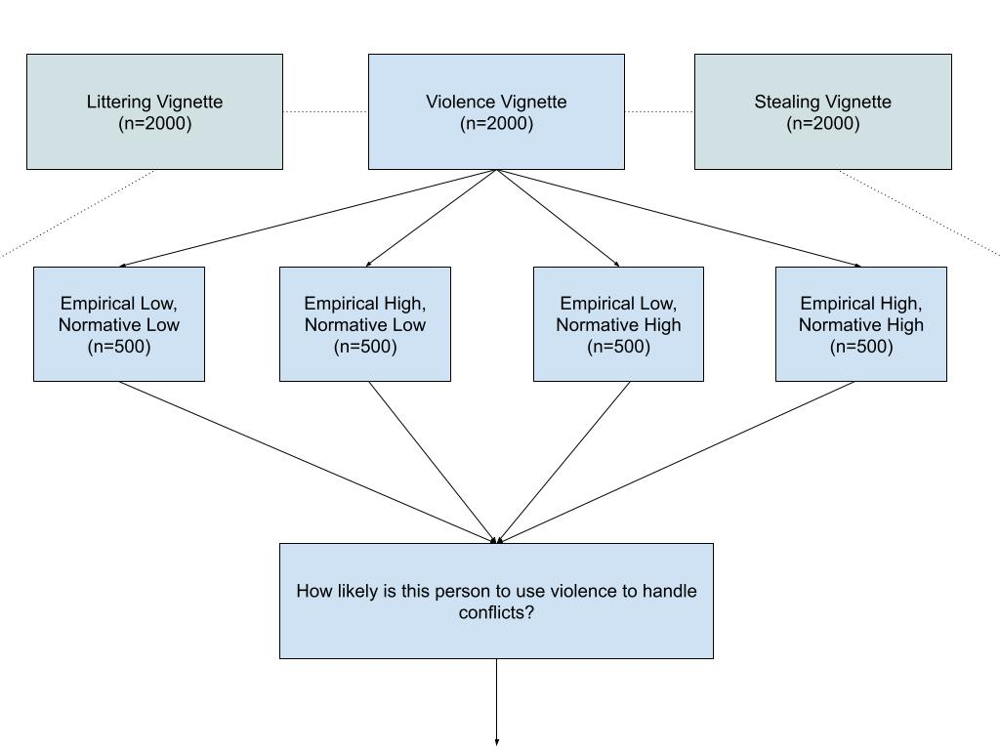 Littering Vignette
(n=2000)
Violence Vignette
(n=2000)
Stealing Vignette
(n=2000)
Empirical Low,
Normative Low
(n=500)
Empirical High,
Normative Low
(n=500)
Empirical Low,
Normative High
(n=500)
Empirical High,
Normative High
(n=500)
How likely is this person to use violence to handle
conflicts?